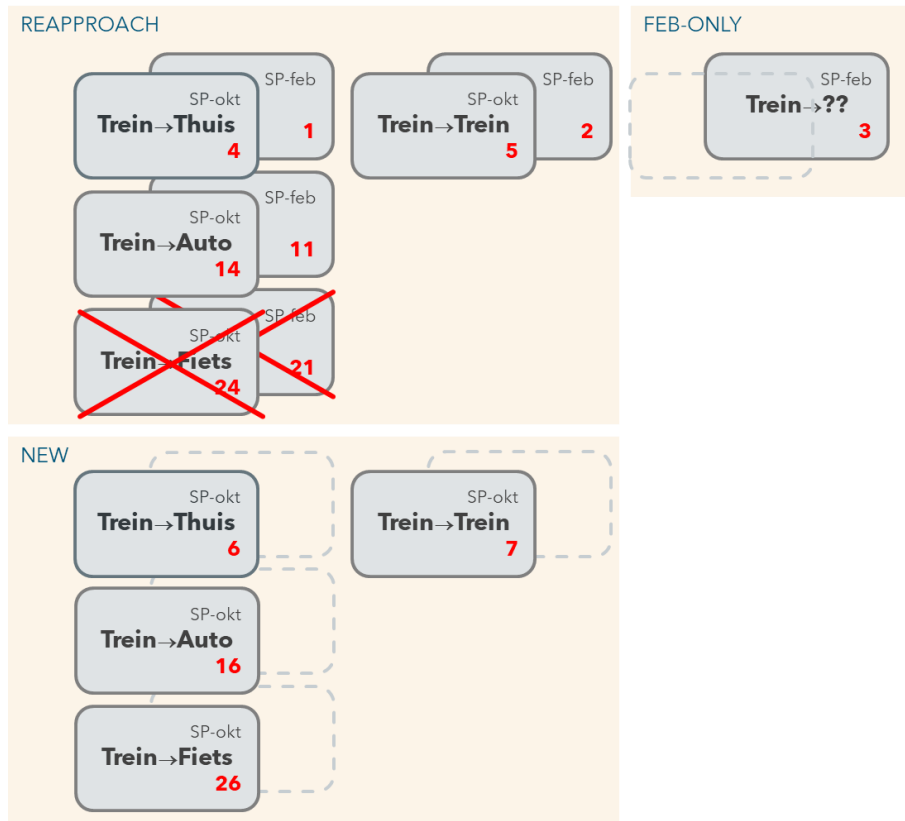 REAPPROACH
SP-feb
1
SP-okt
Trein→Thuis
4
SP-feb
2
SP-okt
Trein→Trein
5
SP-feb
11
SP-okt
Trein→Auto
14
SP-feb
21
SP-okt
Trein→Fiets
24
FEB-ONLY
SP-feb
Trein→??
3
NEW
SP-okt
Trein→Thuis
6
SP-okt
Trein→Trein
7
SP-okt
Trein→Auto
16
SP-okt
Trein→Fiets
26